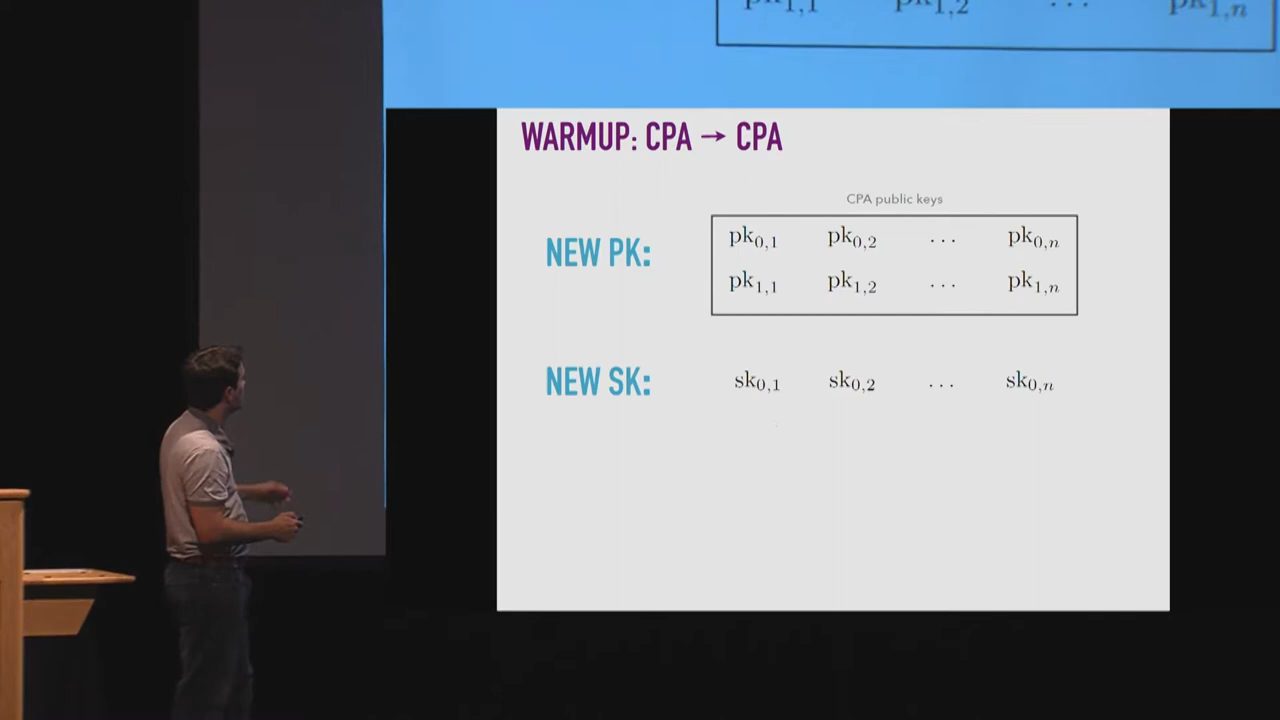 pk_{1,1} pk_{1,2} ... pk_{1,n}
WARMUP: CPA → CPA
CPA public keys
NEW PK:
pk_{0,1} pk_{0,2} ... pk_{0,n}
pk_{1,1} pk_{1,2} ... pk_{1,n}
NEW SK: sk_{0,1} sk_{0,2} ... sk_{0,n}